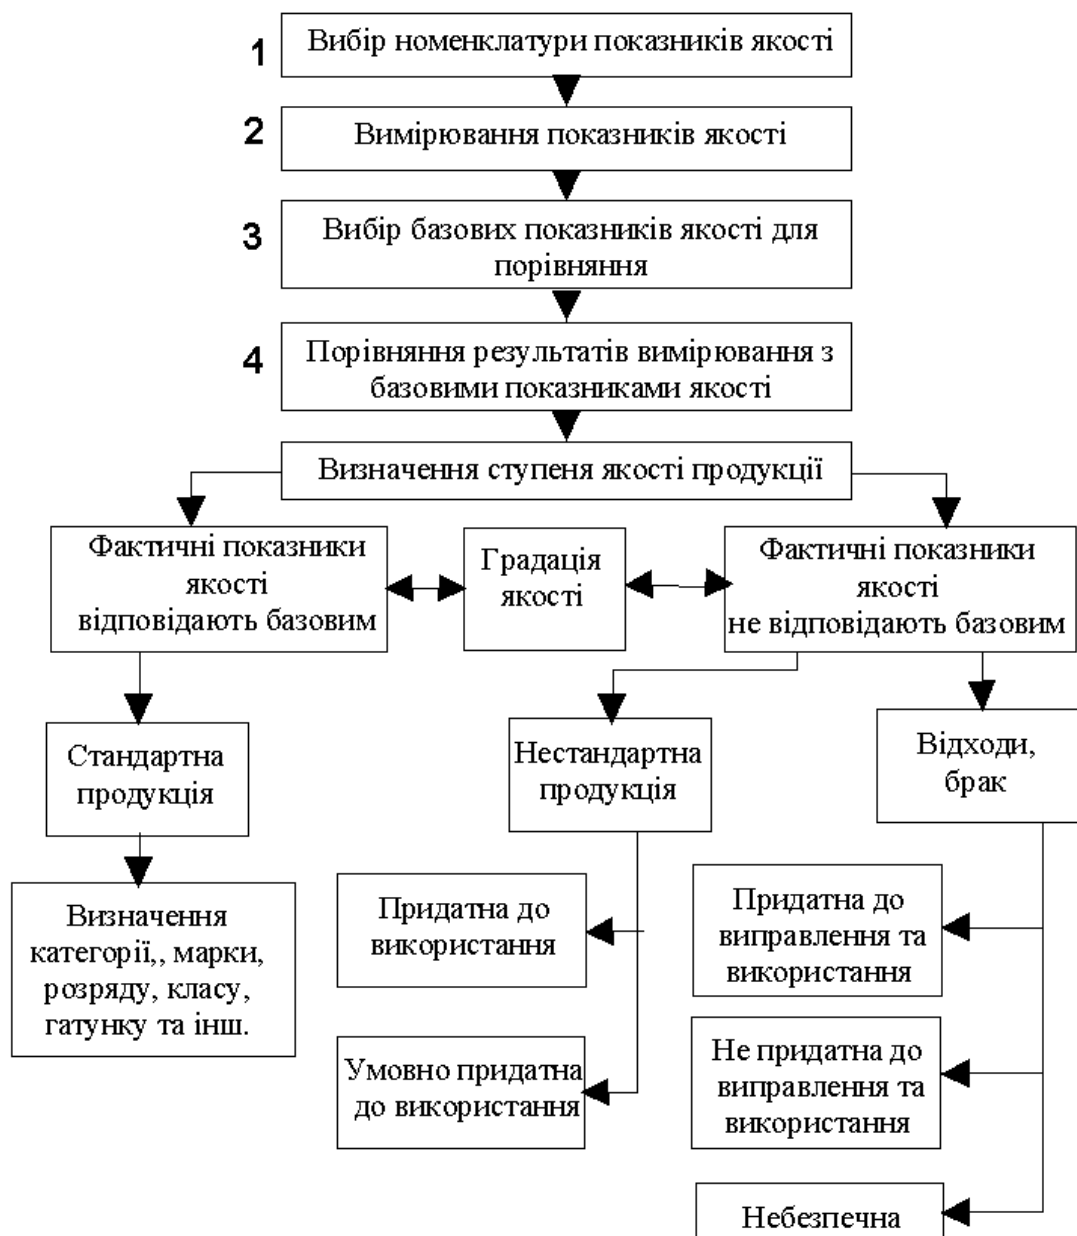 1
Вибір номенклатури показників якості
2
Вимірювання показників якості
3
Вибір базових показників якості для
порівняння
4
Порівняння результатів вимірювання з
базовими показниками якості
Визначення ступеня якості продукції
Фактичні показники
якості
відповідають базовим
Градація
якості
Фактичні показники
якості
не відповідають базовим
Стандартна
продукція
Нестандартна
продукція
Відходи,
брак
Визначення
категорії,, марки,
розряду, класу,
гатунку та інш.
Придатна до
використання
Придатна до
виправлення та
використання
Умовно придатна
до використання
Не придатна до
виправлення та
використання
Небезпечна